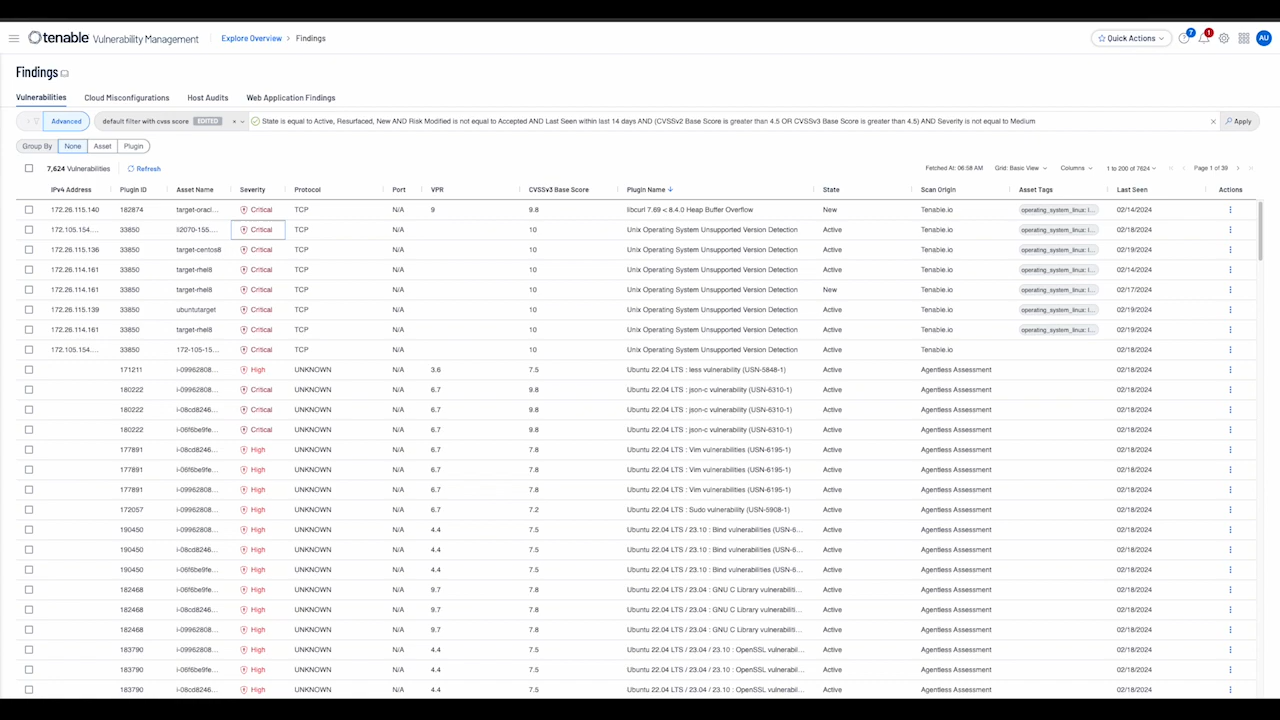 tenable Vulnerability Management Explore Overview > Findings Quick Actions 7 1 AU
Findings
Vulnerabilities Cloud Misconfigurations Host Audits Web Application Findings
Advanced default filter with cvss score EDITED State is equal to Active, Resurfaced, New AND Risk Modified is not equal to Accepted AND Last Seen within last 14 days AND (CVSSv2 Base Score is greater than 4.5 OR CVSSv3 Base Score is greater than 4.5) AND Severity is not equal to Medium Apply
Group By None Asset Plugin
7,624 Vulnerabilities Refresh Fetched At: 06:58 AM Grid: Basic View Columns 1 to 200 of 7624 Page 1 of 39
IPv4 Address Plugin ID Asset Name Severity Protocol Port VPR CVSSv3 Base Score Plugin Name State Scan Origin Asset Tags Last Seen Actions
172.26.115.140 182874 target-oracl... Critical TCP N/A 9 9.8 libcurl 7.69 < 8.4.0 Heap Buffer Overflow New Tenable.io operating_system_linux: l... 02/14/2024
172.105.154.... 33850 li2070-155.... Critical TCP N/A 10 Unix Operating System Unsupported Version Detection Active Tenable.io operating_system_linux: l... 02/18/2024
172.26.115.136 33850 target-centos8 Critical TCP N/A 10 Unix Operating System Unsupported Version Detection Active Tenable.io operating_system_linux: l... 02/19/2024
172.26.114.161 33850 target-rhel8 Critical TCP N/A 10 Unix Operating System Unsupported Version Detection Active Tenable.io operating_system_linux: l... 02/14/2024
172.26.114.161 33850 target-rhel8 Critical TCP N/A 10 Unix Operating System Unsupported Version Detection New Tenable.io operating_system_linux: l... 02/17/2024
172.26.115.139 33850 ubuntutarget Critical TCP N/A 10 Unix Operating System Unsupported Version Detection Active Tenable.io operating_system_linux: l... 02/19/2024
172.26.114.161 33850 target-rhel8 Critical TCP N/A 10 Unix Operating System Unsupported Version Detection Active Tenable.io operating_system_linux: l... 02/19/2024
172.105.154.... 33850 172-105-15... Critical TCP N/A 10 Unix Operating System Unsupported Version Detection Active Tenable.io 02/18/2024
171211 i-09962808... High UNKNOWN N/A 3.6 7.5 Ubuntu 22.04 LTS : less vulnerability (USN-5848-1) Active Agentless Assessment 02/18/2024
180222 i-09962808... Critical UNKNOWN N/A 6.7 9.8 Ubuntu 22.04 LTS : json-c vulnerability (USN-6310-1) Active Agentless Assessment 02/18/2024
180222 i-08cd8246... Critical UNKNOWN N/A 6.7 9.8 Ubuntu 22.04 LTS : json-c vulnerability (USN-6310-1) Active Agentless Assessment 02/18/2024
180222 i-06f6be9fe... Critical UNKNOWN N/A 6.7 9.8 Ubuntu 22.04 LTS : json-c vulnerability (USN-6310-1) Active Agentless Assessment 02/18/2024
177891 i-08cd8246... High UNKNOWN N/A 6.7 7.8 Ubuntu 22.04 LTS : Vim vulnerabilities (USN-6195-1) Active Agentless Assessment 02/18/2024
177891 i-06f6be9fe... High UNKNOWN N/A 6.7 7.8 Ubuntu 22.04 LTS : Vim vulnerabilities (USN-6195-1) Active Agentless Assessment 02/18/2024
177891 i-09962808... High UNKNOWN N/A 6.7 7.8 Ubuntu 22.04 LTS : Vim vulnerabilities (USN-6195-1) Active Agentless Assessment 02/18/2024
172057 i-09962808... High UNKNOWN N/A 6.7 7.2 Ubuntu 22.04 LTS : Sudo vulnerability (USN-5908-1) Active Agentless Assessment 02/18/2024
190450 i-09962808... High UNKNOWN N/A 4.4 7.5 Ubuntu 22.04 LTS / 23.10 : Bind vulnerabilities (USN-6... Active Agentless Assessment 02/18/2024
190450 i-08cd8246... High UNKNOWN N/A 4.4 7.5 Ubuntu 22.04 LTS / 23.10 : Bind vulnerabilities (USN-6... Active Agentless Assessment 02/18/2024
190450 i-06f6be9fe... High UNKNOWN N/A 4.4 7.5 Ubuntu 22.04 LTS / 23.10 : Bind vulnerabilities (USN-6... Active Agentless Assessment 02/18/2024
182468 i-06f6be9fe... High UNKNOWN N/A 9.7 7.8 Ubuntu 22.04 LTS / 23.04 : GNU C Library vulnerabiliti... Active Agentless Assessment 02/18/2024
182468 i-08cd8246... High UNKNOWN N/A 9.7 7.8 Ubuntu 22.04 LTS / 23.04 : GNU C Library vulnerabiliti... Active Agentless Assessment 02/18/2024
182468 i-09962808... High UNKNOWN N/A 9.7 7.8 Ubuntu 22.04 LTS / 23.04 : GNU C Library vulnerabiliti... Active Agentless Assessment 02/18/2024
183790 i-09962808... High UNKNOWN N/A 4.4 7.5 Ubuntu 22.04 LTS / 23.04 / 23.10 : OpenSSL vulnerabil... Active Agentless Assessment 02/18/2024
183790 i-06f6be9fe... High UNKNOWN N/A 4.4 7.5 Ubuntu 22.04 LTS / 23.04 / 23.10 : OpenSSL vulnerabil... Active Agentless Assessment 02/18/2024
183790 i-08cd8246... High UNKNOWN N/A 4.4 7.5 Ubuntu 22.04 LTS / 23.04 / 23.10 : OpenSSL vulnerabil... Active Agentless Assessment 02/18/2024